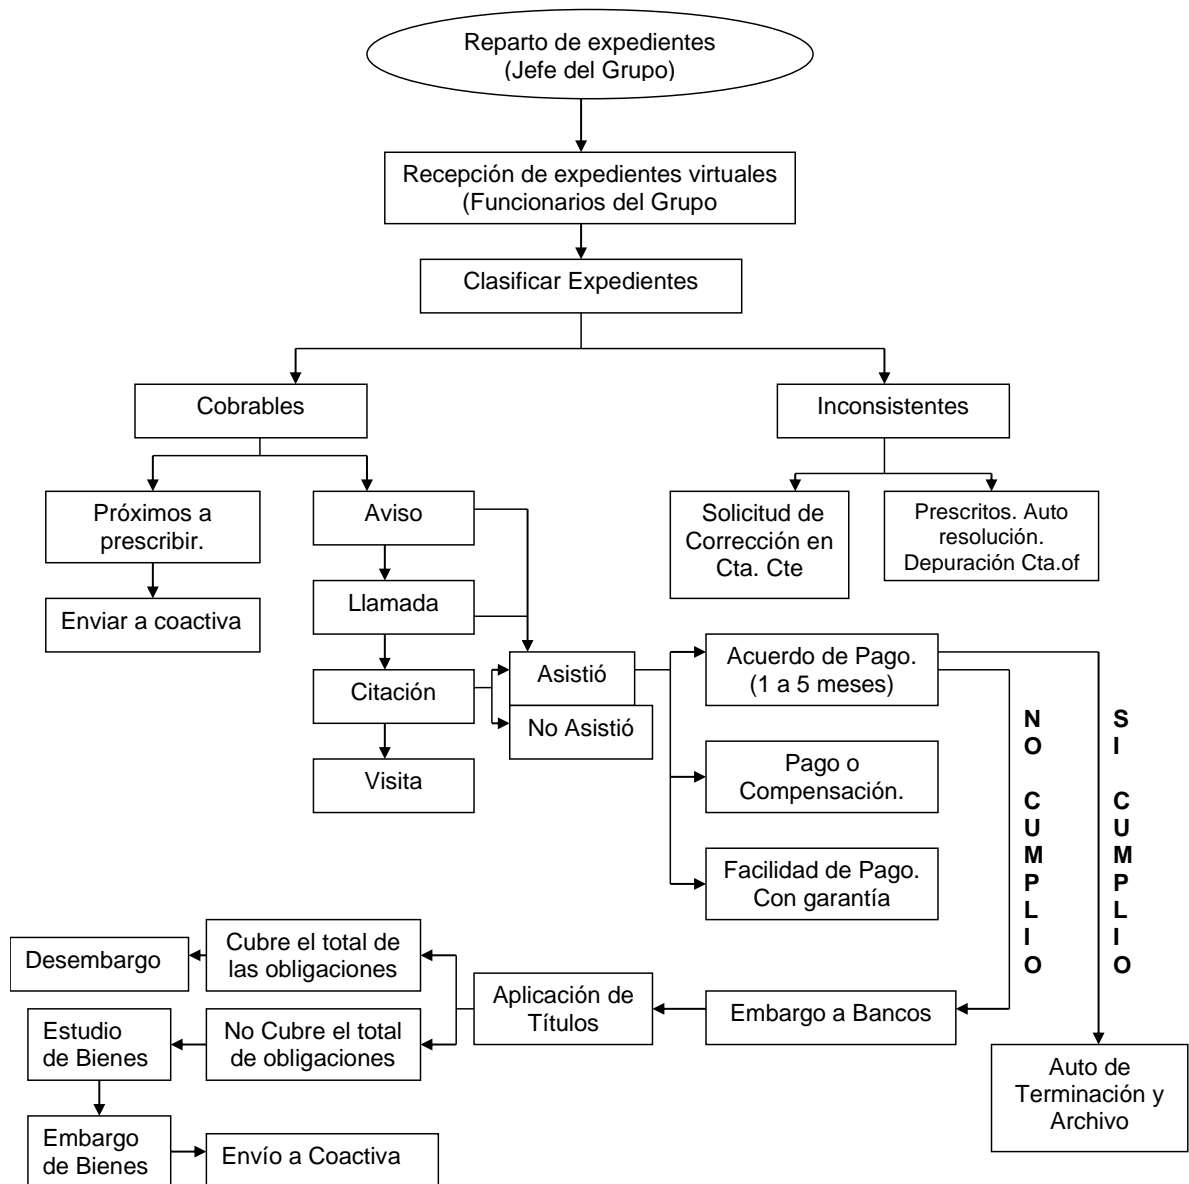 Reparto de expedientes
(Jefe del Grupo)
Recepción de expedientes virtuales
(Funcionarios del Grupo
Clasificar Expedientes
Cobrables
Inconsistentes
Próximos a
prescribir.
Aviso
Solicitud de
Corrección en
Cta. Cte
Prescritos. Auto
resolución.
Depuración Cta.of
Enviar a coactiva
Llamada
Citación
Asistió
No Asistió
Visita
Acuerdo de Pago.
(1 a 5 meses)
Pago o
Compensación.
Facilidad de Pago.
Con garantía
NO CUMPLIO
SI CUMPLIO
Desembargo
Cubre el total de
las obligaciones
Aplicación de
Títulos
Embargo a Bancos
Estudio
de Bienes
No Cubre el total
de obligaciones
Auto de
Terminación y
Archivo
Embargo
de Bienes
Envío a Coactiva